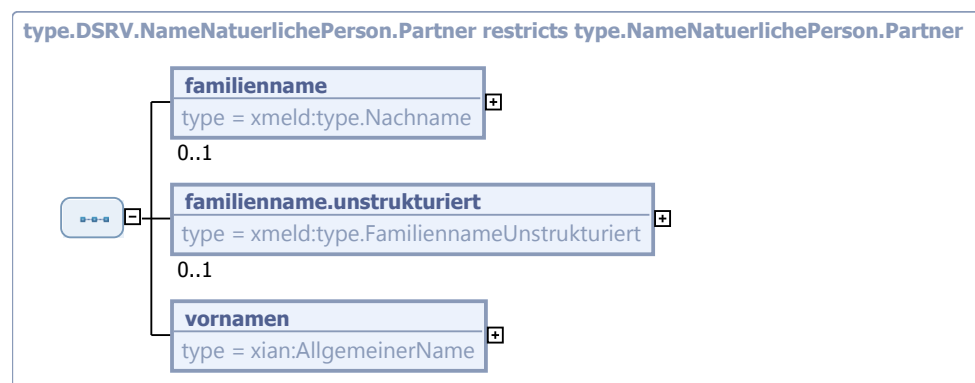 type.DSRV.NameNatuerlichePerson.Partner restricts type.NameNatuerlichePerson.Partner
familienname
type = xmeld:type.Nachname
0..1
familienname.unstrukturiert
type = xmeld:type.FamiliennameUnstrukturiert
0..1
vornamen
type = xian:AllgemeinerName